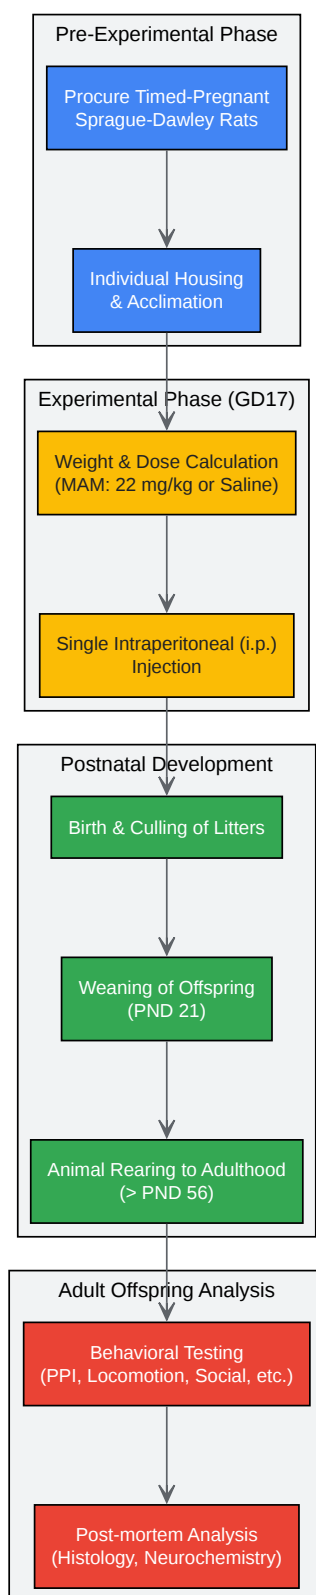 Pre-Experimental Phase
Procure Timed-Pregnant
Sprague-Dawley Rats
Individual Housing
& Acclimation
Experimental Phase (GD17)
Weight & Dose Calculation
(MAM: 22 mg/kg or Saline)
Single Intraperitoneal (i.p.)
Injection
Postnatal Development
Birth & Culling of Litters
Weaning of Offspring
(PND 21)
Animal Rearing to Adulthood
(> PND 56)
Adult Offspring Analysis
Behavioral Testing
(PPI, Locomotion, Social, etc.)
Post-mortem Analysis
(Histology, Neurochemistry)